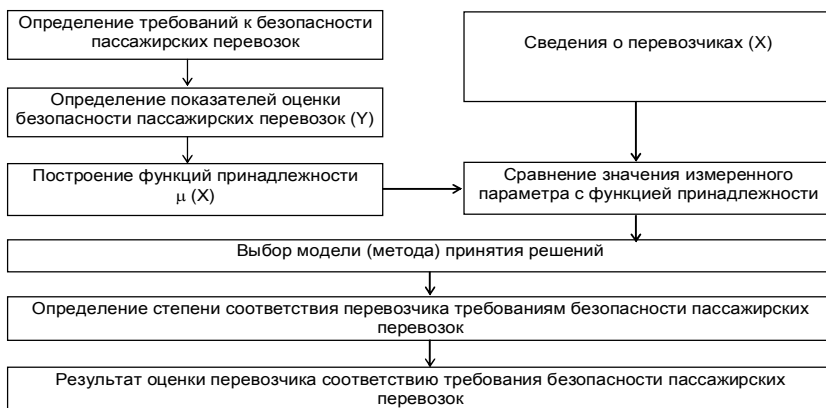 Определение требований к безопасности
пассажирских перевозок
Сведения о перевозчиках (X)
Определение показателей оценки
безопасности пассажирских перевозок (Y)
Построение функций принадлежности
μ (X)
Сравнение значения измеренного
параметра с функцией принадлежности
Выбор модели (метода) принятия решений
Определение степени соответствия перевозчика требованиям безопасности пассажирских
перевозок
Результат оценки перевозчика соответствию требования безопасности пассажирских
перевозок